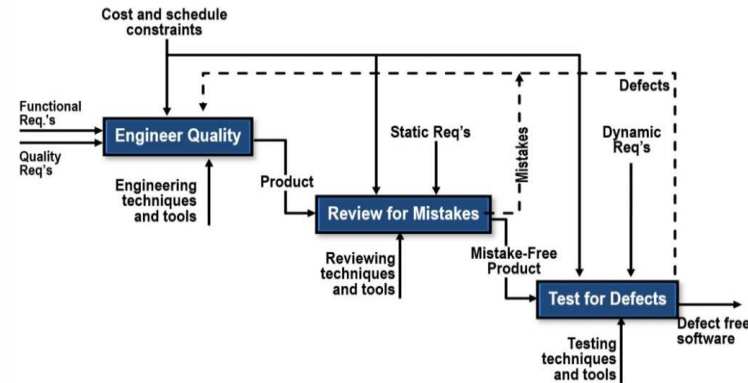 Cost and schedule
constraints
Defects
Functional
Req.'s
Engineer Quality
Quality
Req's
Static Req's
Dynamic
Req's
Mistakes
Engineering
techniques
and tools
Product
Review for Mistakes
Reviewing
techniques
and tools
Mistake-Free
Product
Test for Defects
Defect free
software
Testing
techniques
and tools